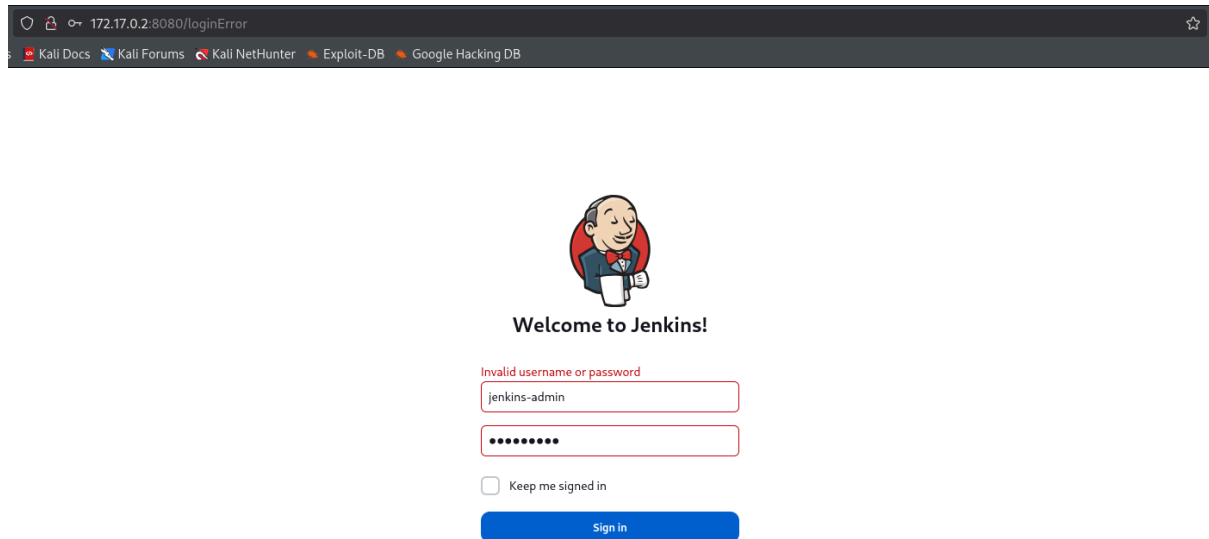 172.17.0.2:8080/loginError
Kali Docs Kali Forums Kali NetHunter Exploit-DB Google Hacking DB
Welcome to Jenkins!
Invalid username or password
jenkins-admin
•••••••••
Keep me signed in
Sign in